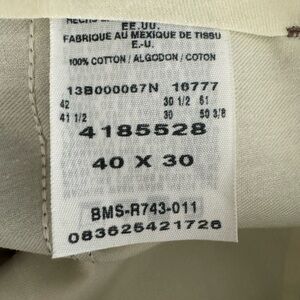 EE.UU.
FABRIQUE AU MEXIQUE DE TISSU
E.-U.
100% COTTON / ALGODON / COTON
13B000067N 16777
42 30 1/2 61
41 1/2 30 50 3/8
4185528
40 X 30
BMS-R743-011
083625421726